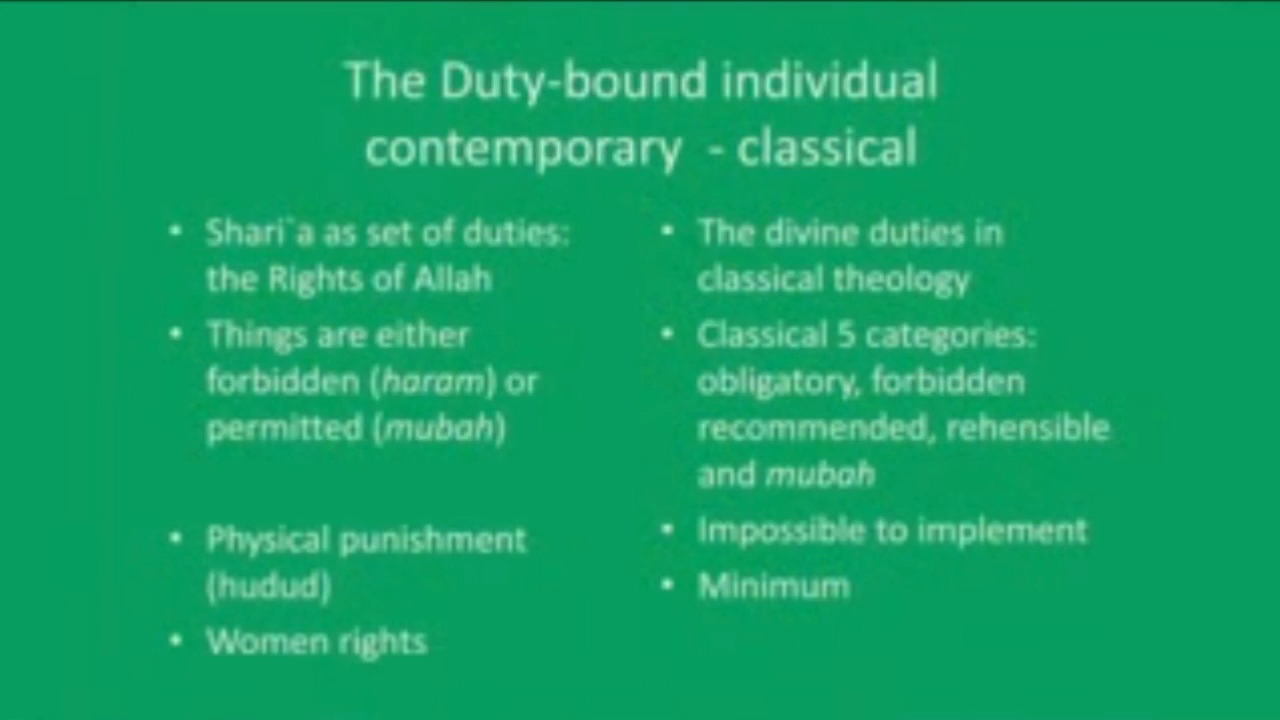 The Duty-bound individual
contemporary - classical
• Shari`a as set of duties:
the Rights of Allah
• Things are either
forbidden (haram) or
permitted (mubah)
• Physical punishment
(hudud)
• Women rights
• The divine duties in
classical theology
• Classical 5 categories:
obligatory, forbidden
recommended, rehensible
and mubah
• Impossible to implement
• Minimum